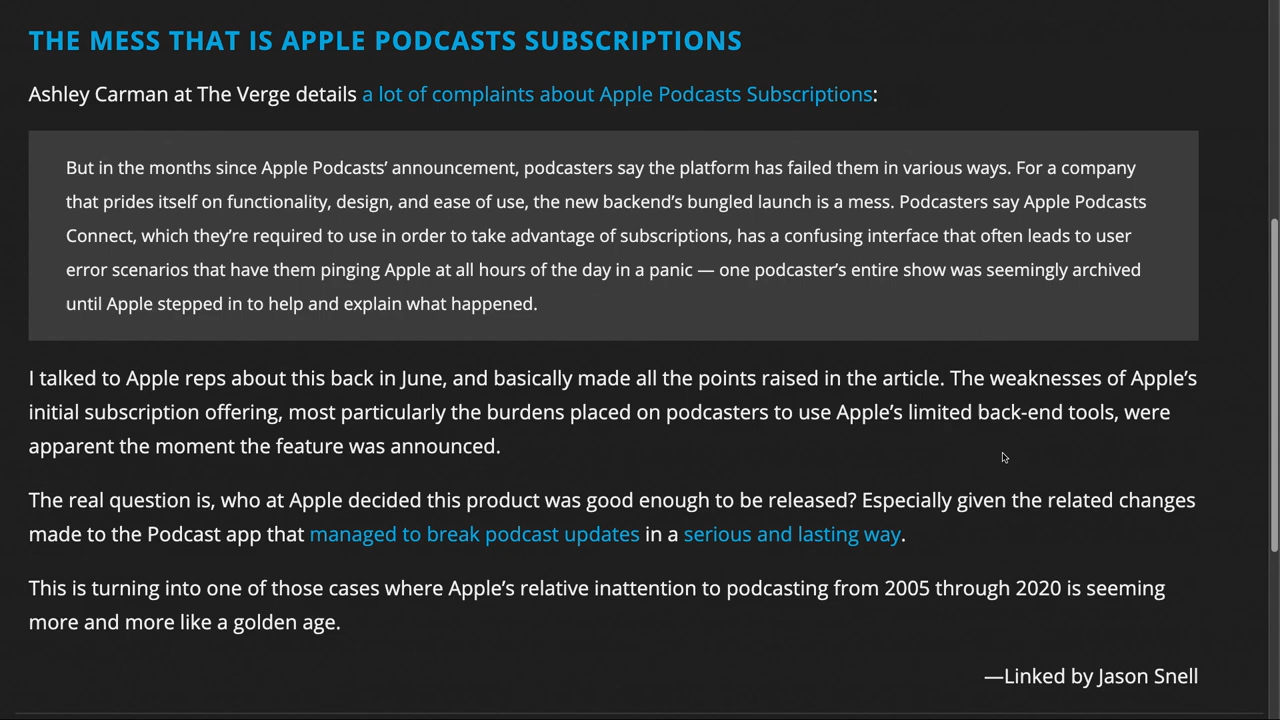 THE MESS THAT IS APPLE PODCASTS SUBSCRIPTIONS
Ashley Carman at The Verge details a lot of complaints about Apple Podcasts Subscriptions:
But in the months since Apple Podcasts’ announcement, podcasters say the platform has failed them in various ways. For a company
that prides itself on functionality, design, and ease of use, the new backend’s bungled launch is a mess. Podcasters say Apple Podcasts
Connect, which they’re required to use in order to take advantage of subscriptions, has a confusing interface that often leads to user
error scenarios that have them pinging Apple at all hours of the day in a panic — one podcaster’s entire show was seemingly archived
until Apple stepped in to help and explain what happened.
I talked to Apple reps about this back in June, and basically made all the points raised in the article. The weaknesses of Apple’s
initial subscription offering, most particularly the burdens placed on podcasters to use Apple’s limited back-end tools, were
apparent the moment the feature was announced.
The real question is, who at Apple decided this product was good enough to be released? Especially given the related changes
made to the Podcast app that managed to break podcast updates in a serious and lasting way.
This is turning into one of those cases where Apple’s relative inattention to podcasting from 2005 through 2020 is seeming
more and more like a golden age.
—Linked by Jason Snell